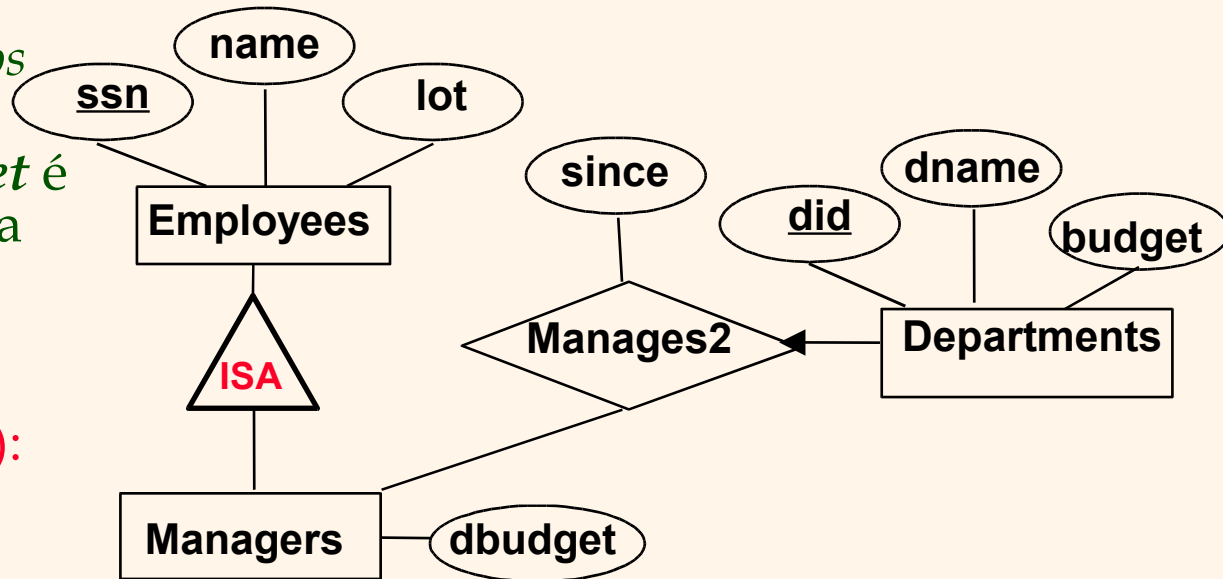 name
ssn
lot
é
a
Employees
since
dname
did
budget
Manages2
Departments
ISA
):
Managers
dbudget